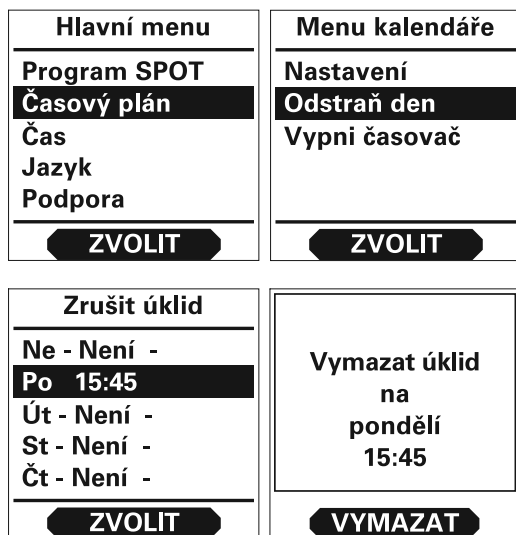 Hlavní menu
Program SPOT
Časový plán
Čas
Jazyk
Podpora
ZVOLIT
Menu kalendáře
Nastavení
Odstraň den
Vypni časovač
ZVOLIT
Zrušit úklid
Ne - Není -
Po 15:45
Út - Není -
St - Není -
Čt - Není -
ZVOLIT
Vymazat úklid
na
pondělí
15:45
VYMAZAT